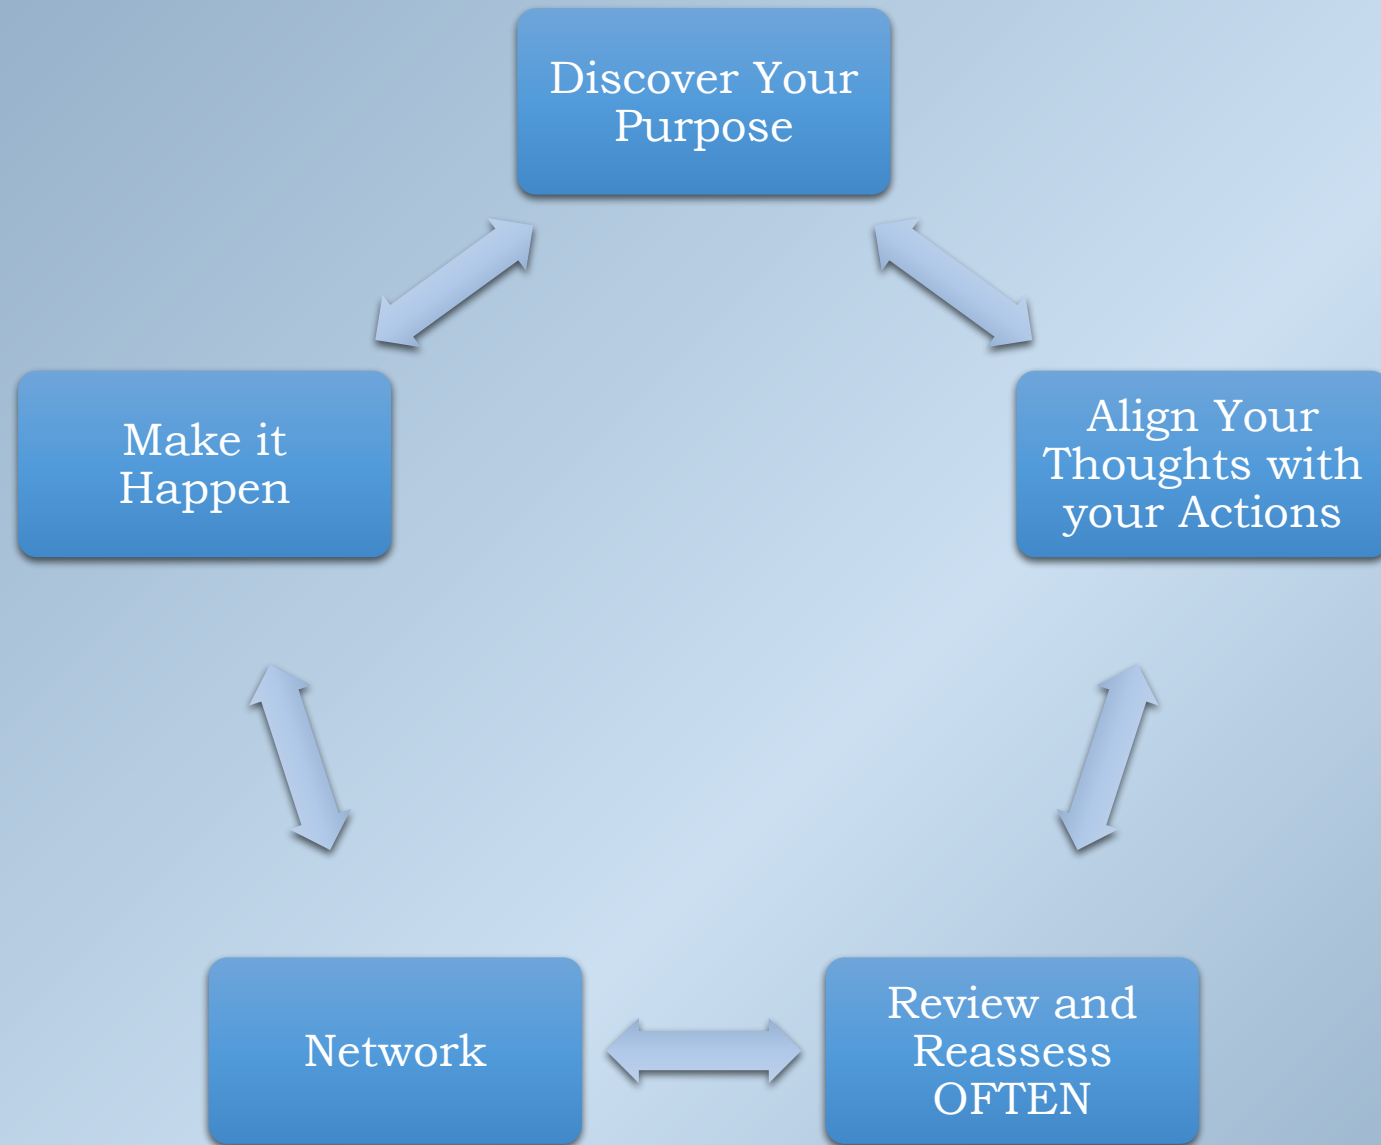 Discover Your
Purpose
Align Your
Thoughts with
your Actions
Review and
Reassess
OFTEN
Network
Make it
Happen